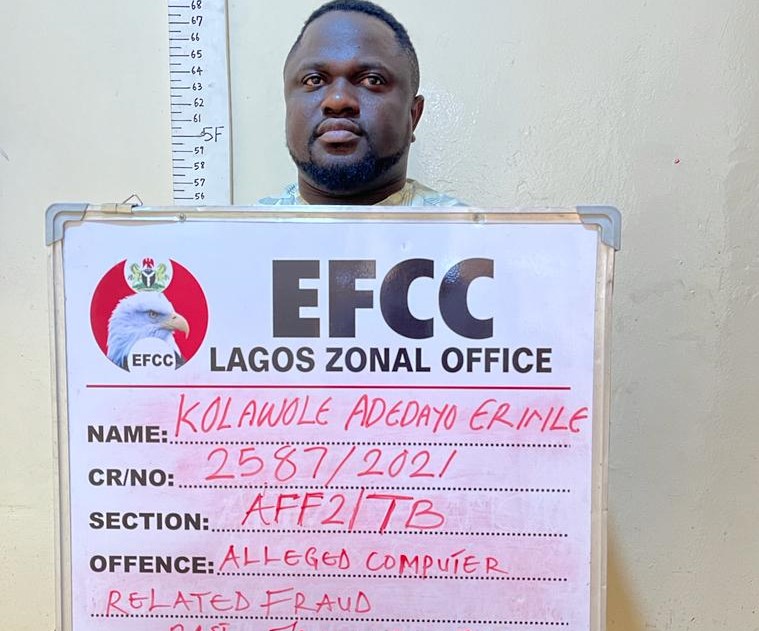 68
67
66
65
64
63
62
61
5F
59
58
57
56
EFCC
EFCC
LAGOS ZONAL OFFICE
NAME: KOLAWOLE ADEDAYO ERINLE
CR/NO: 2587/2021
SECTION: AFF2/TB
OFFENCE: ALLEGED COMPUTER
RELATED FRAUD